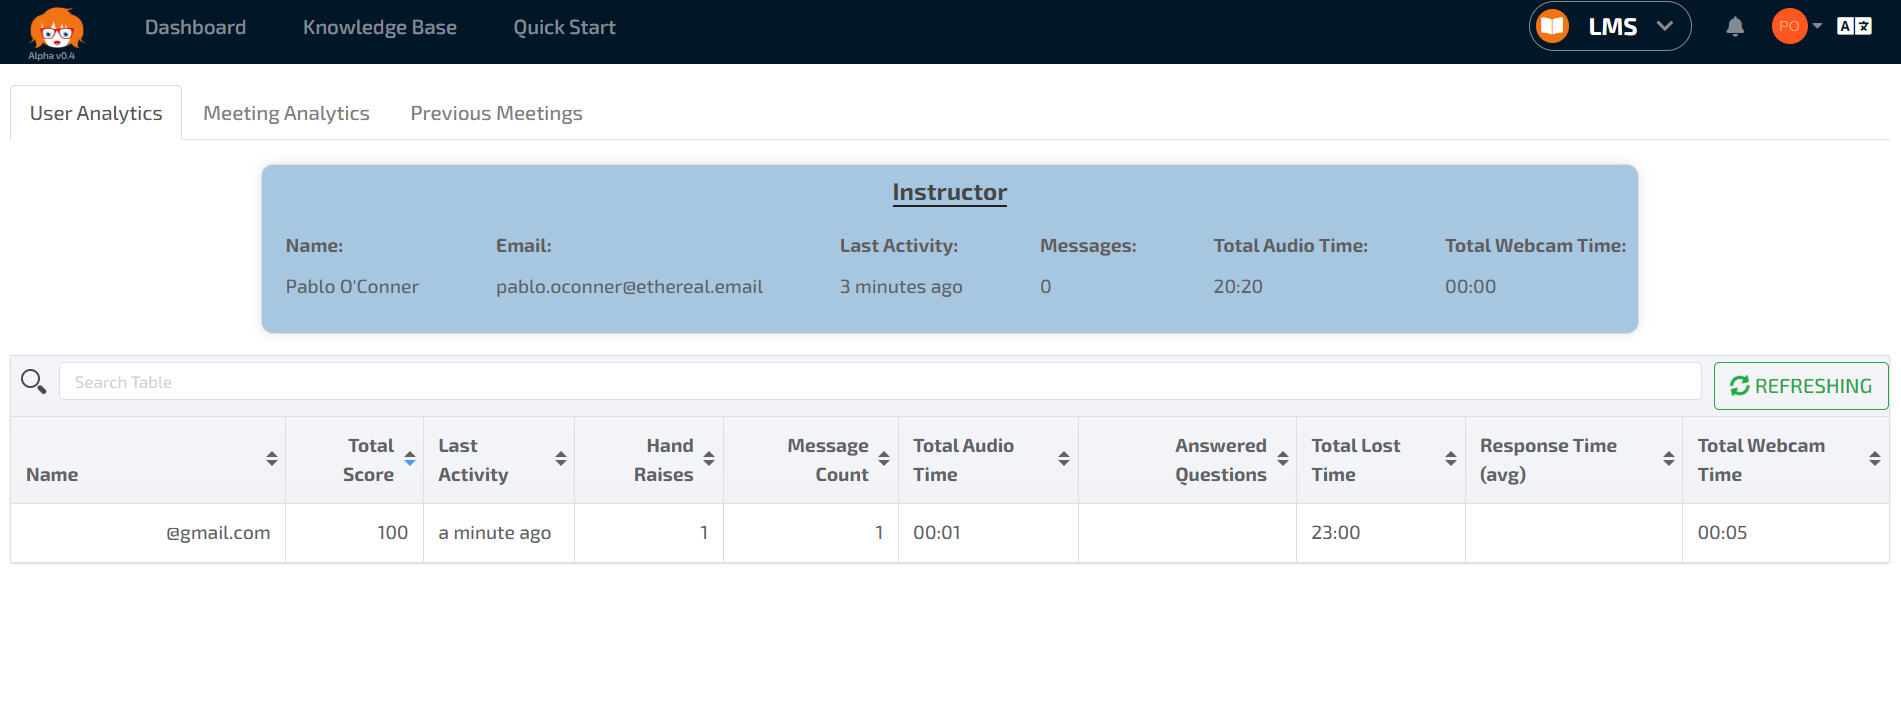 Dashboard Knowledge Base Quick Start LMS PO A
Alpha v0.4
User Analytics Meeting Analytics Previous Meetings
Instructor
Name: Email: Last Activity: Messages: Total Audio Time: Total Webcam Time:
Pablo O'Conner pablo.oconner@ethereal.email 3 minutes ago 0 20:20 00:00
Search Table REFRESHING
Total Last Hand Message Total Audio Answered Total Lost Response Time Total Webcam
Name Score Activity Raises Count Time Questions Time (avg) Time
@gmail.com 100 a minute ago 1 1 00:01 23:00 00:05